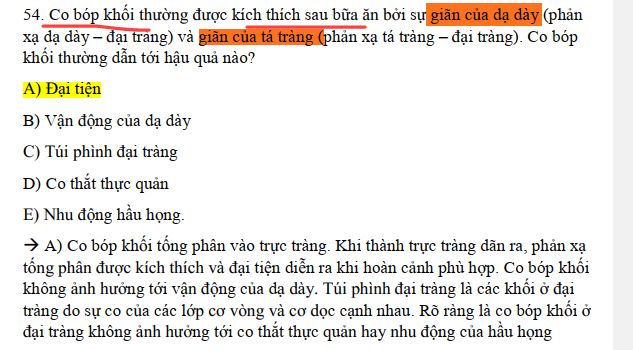 54. Co bóp khối thường được kích thích sau bữa ăn bởi sự giãn của dạ dày (phản
xạ dạ dày – đại tràng) và giãn của tá tràng (phản xạ tá tràng – đại tràng). Co bóp
khối thường dẫn tới hậu quả nào?
A) Đại tiện
B) Vận động của dạ dày
C) Túi phình đại tràng
D) Co thắt thực quản
E) Nhu động hầu họng.
→ A) Co bóp khối tống phân vào trực tràng. Khi thành trực tràng dãn ra, phản xạ
tống phân được kích thích và đại tiện diễn ra khi hoàn cảnh phù hợp. Co bóp khối
không ảnh hưởng tới vận động của dạ dày. Túi phình đại tràng là các khối ở đại
tràng do sự co của các lớp cơ vòng và cơ dọc cạnh nhau. Rõ ràng là co bóp khối ở
đại tràng không ảnh hưởng tới co thắt thực quản hay nhu động của hầu họng